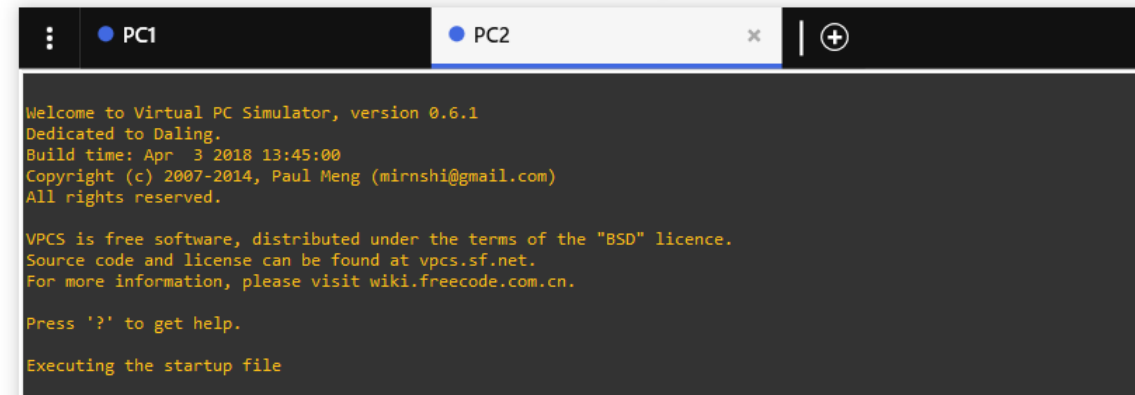 PC1
PC2
Welcome to Virtual PC Simulator, version 0.6.1
Dedicated to Daling.
Build time: Apr  3 2018 13:45:00
Copyright (c) 2007-2014, Paul Meng (mirnshi@gmail.com)
All rights reserved.
VPCS is free software, distributed under the terms of the "BSD" licence.
Source code and license can be found at vpcs.sf.net.
For more information, please visit wiki.freecode.com.cn.
Press '?' to get help.
Executing the startup file